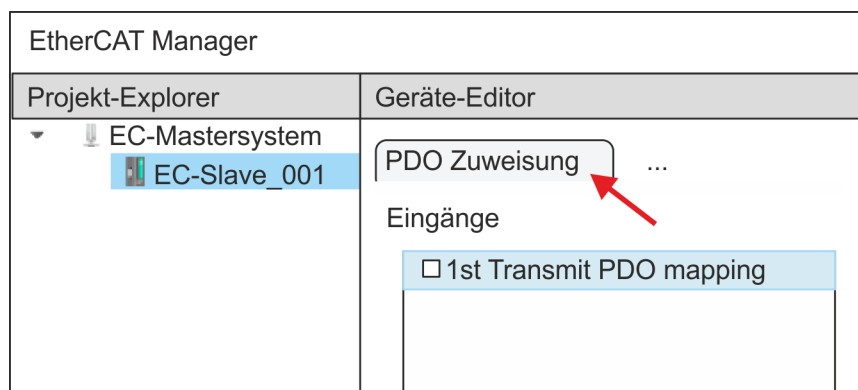 EtherCAT Manager
Projekt-Explorer
Geräte-Editor
EC-Mastersystem
EC-Slave_001
PDO Zuweisung
...
Eingänge
1st Transmit PDO mapping